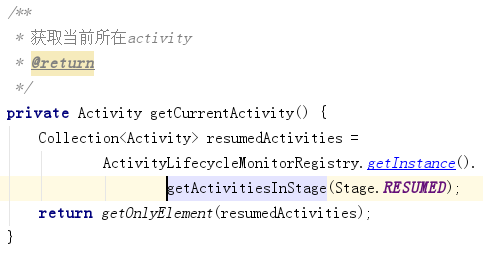 /**
 * 获取当前所在activity
 * @return
 */
private Activity getCurrentActivity() {
    Collection<Activity> resumedActivities =
            ActivityLifecycleMonitorRegistry.getInstance().
                    getActivitiesInStage(Stage.RESUMED);
    return getOnlyElement(resumedActivities);
}